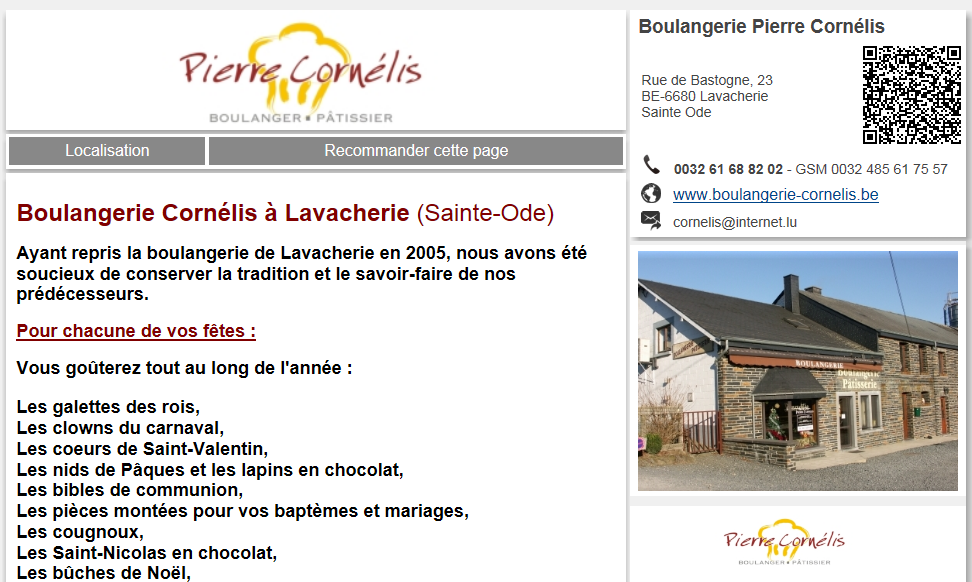 Pierre Cornélis
BOULANGER • PÂTISSIER
Localisation
Recommander cette page
Boulangerie Cornélis à Lavacherie (Sainte-Ode)
Ayant repris la boulangerie de Lavacherie en 2005, nous avons été
soucieux de conserver la tradition et le savoir-faire de nos
prédécesseurs.
Pour chacune de vos fêtes :
Vous goûterez tout au long de l'année :
Les galettes des rois,
Les clowns du carnaval,
Les coeurs de Saint-Valentin,
Les nids de Pâques et les lapins en chocolat,
Les bibles de communion,
Les pièces montées pour vos baptèmes et mariages,
Les cougnoux,
Les Saint-Nicolas en chocolat,
Les bûches de Noël,
Boulangerie Pierre Cornélis
Rue de Bastogne, 23
BE-6680 Lavacherie
Sainte Ode
0032 61 68 82 02 - GSM 0032 485 61 75 57
www.boulangerie-cornelis.be
cornelis@internet.lu
BOULANGERIE
Boulangerie
Pâtisserie
Pierre Cornélis
BOULANGER • PÂTISSIER